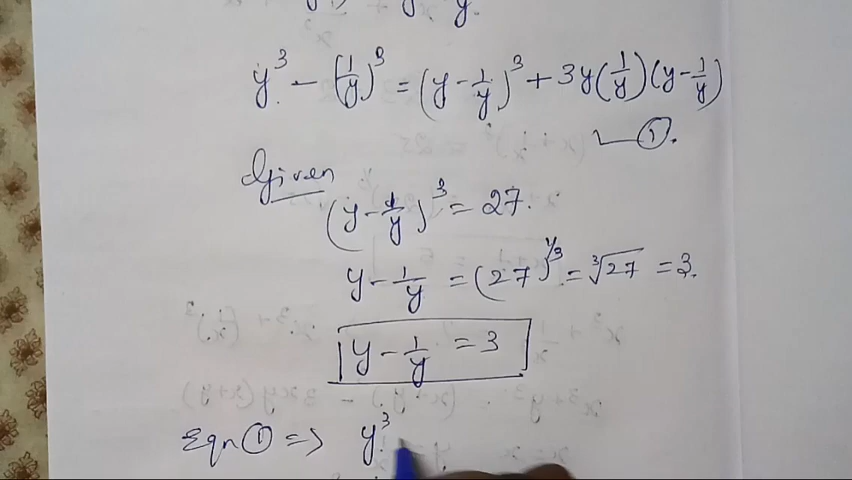 y³ - (1/y)³ = (y - 1/y)³ + 3y(1/y)(y - 1/y)
①.
Given
(y - 1/y)³ = 27.
y - 1/y = (27)^1/3 = ³√27 = 3.
y - 1/y = 3
Eqn ① => y³